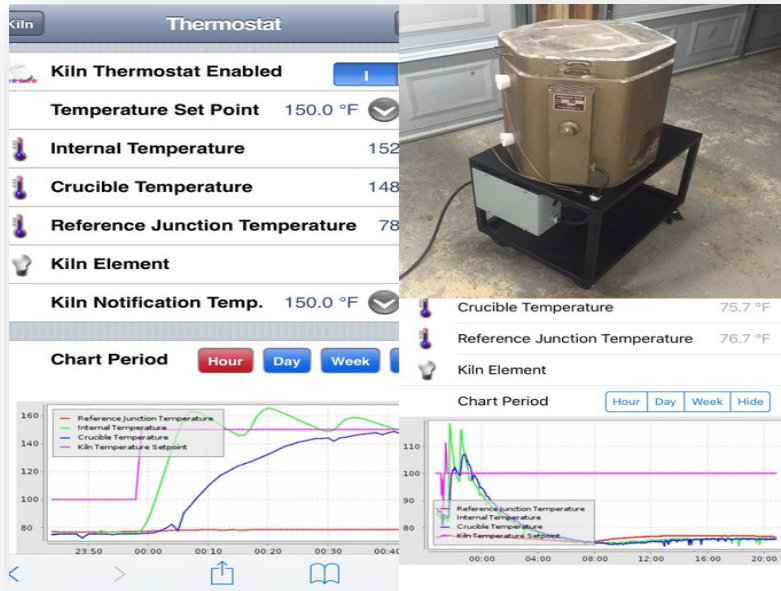 Kiln
Thermostat
Kiln Thermostat Enabled
I
Temperature Set Point 150.0 °F
Internal Temperature 152
Crucible Temperature 148
Reference Junction Temperature 78
Kiln Element
Kiln Notification Temp. 150.0 °F
Chart Period Hour Day Week
160
140
120
100
80
Reference Junction Temperature
Internal Temperature
Crucible Temperature
Kiln Temperature Setpoint
23:50 00:00 00:10 00:20 00:30 00:40
Crucible Temperature 75.7 °F
Reference Junction Temperature 76.7 °F
Kiln Element
Chart Period Hour Day Week Hide
110
100
90
80
Reference Junction Temperature
Internal Temperature
Crucible Temperature
Kiln Temperature Setpoint
00:00 04:00 08:00 12:00 16:00 20:00